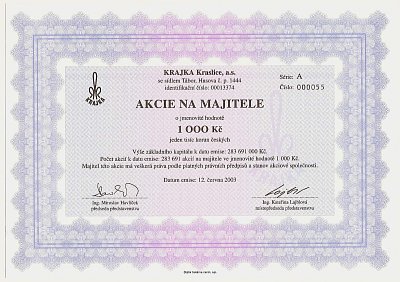 KRAJKA Kraslice, a.s.
se sídlem Tábor, Husova č. p. 1444
identifikační číslo: 00013374
Série: A
Číslo: 000055
KRAJKA
AKCIE NA MAJITELE
o jmenovité hodnotě
1 000 Kč
jeden tisíc korun českých
Výše základního kapitálu k datu emise: 283 691 000 Kč.
Počet akcií k datu emise: 283 691 akcií na majitele ve jmenovité hodnotě 1 000 Kč.
Majitel této akcie má veškerá práva podle platných právních předpisů a stanov akciové společnosti.
Datum emise: 12. června 2003
Ing. Miroslav Havlíček
předseda představenstva
Ing. Kateřina Lajblová
místopředseda představenstva